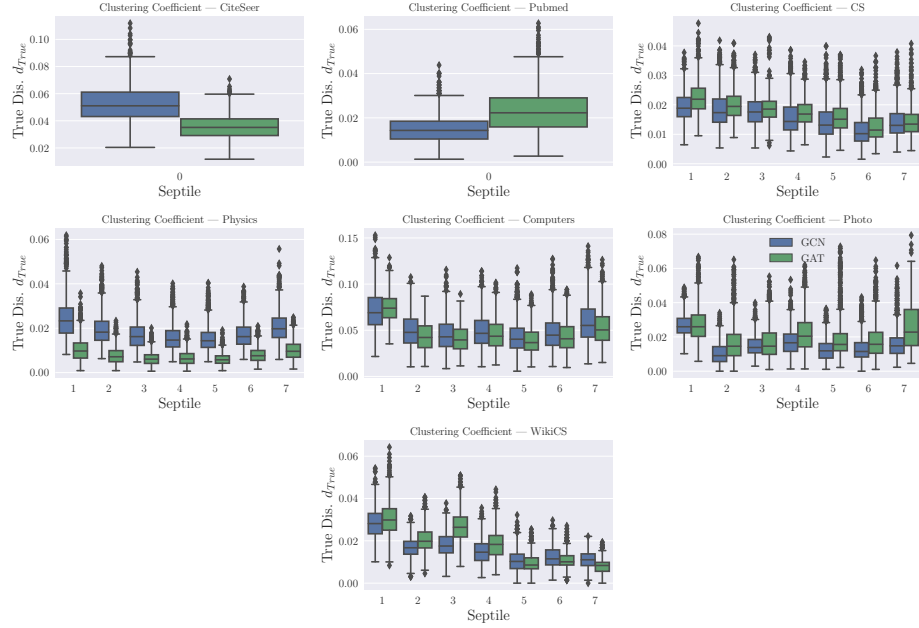 Clustering Coefficient — CiteSeer
True Dis. d_True
0.10
0.08
0.06
0.04
0.02
0
Septile
Clustering Coefficient — Pubmed
True Dis. d_True
0.06
0.04
0.02
0.00
0
Septile
Clustering Coefficient — CS
True Dis. d_True
0.04
0.03
0.02
0.01
0.00
1 2 3 4 5 6 7
Septile
Clustering Coefficient — Physics
True Dis. d_True
0.06
0.04
0.02
0.00
1 2 3 4 5 6 7
Septile
Clustering Coefficient — Computers
True Dis. d_True
0.15
0.10
0.05
0.00
1 2 3 4 5 6 7
Septile
Clustering Coefficient — Photo
True Dis. d_True
0.08
0.06
0.04
0.02
0.00
GCN
GAT
1 2 3 4 5 6 7
Septile
Clustering Coefficient — WikiCS
True Dis. d_True
0.06
0.04
0.02
0.00
1 2 3 4 5 6 7
Septile